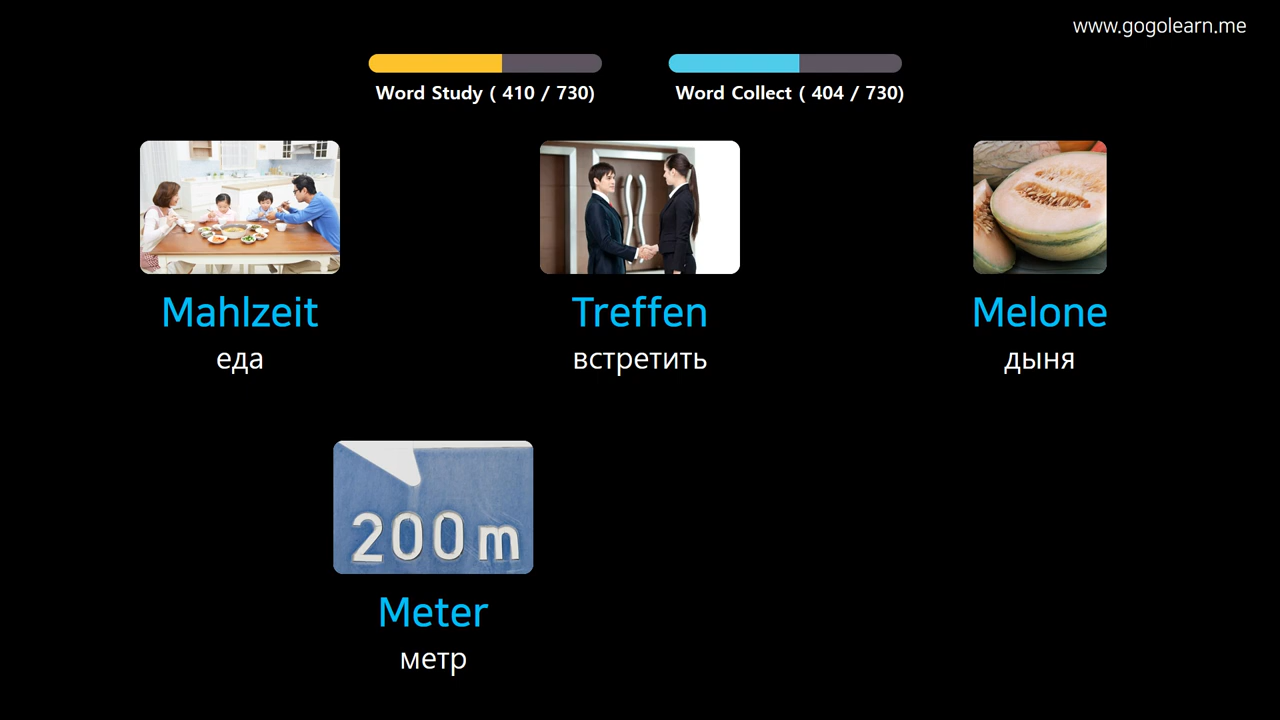 www.gogolearn.me
Word Study ( 410 / 730)
Word Collect ( 404 / 730)
Mahlzeit
еда
Treffen
встретить
Melone
дыня
200m
Meter
метр